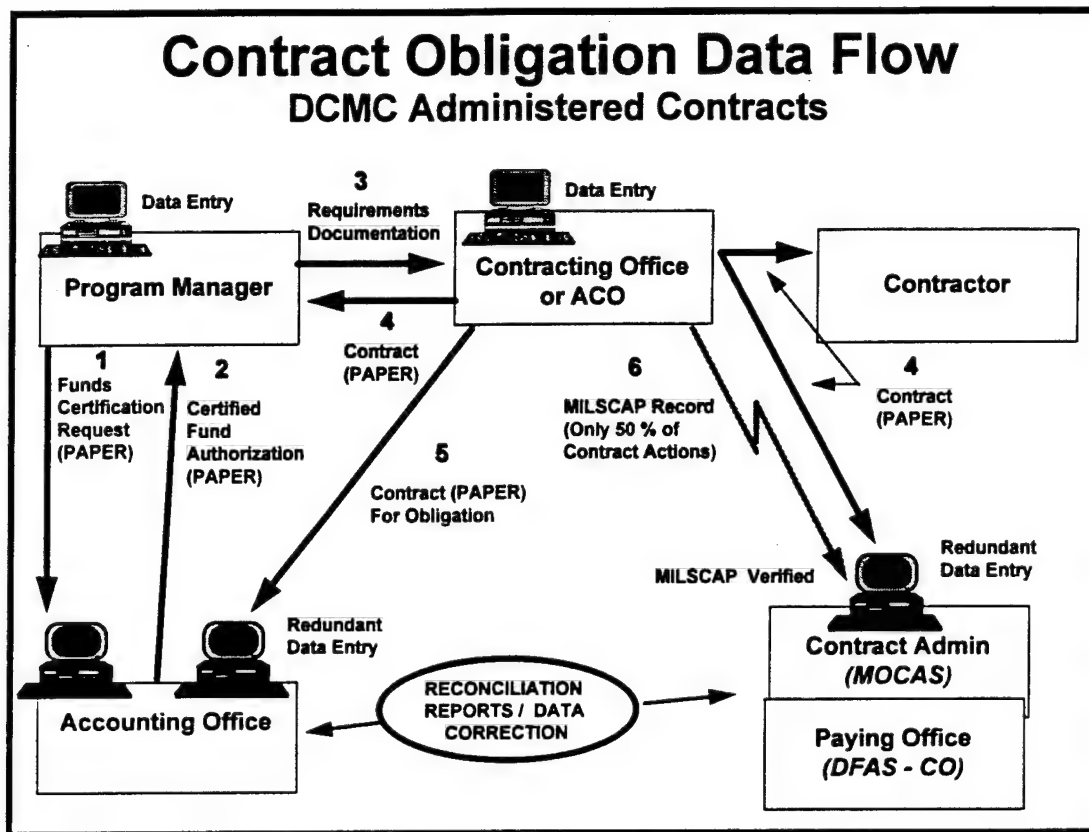 Contract Obligation Data Flow
DCMC Administered Contracts
Data Entry
3
Requirements
Documentation
Data Entry
Program Manager
Contracting Office
or ACO
Contractor
4
Contract
(PAPER)
1
Funds
Certification
Request
(PAPER)
2
Certified
Fund
Authorization
(PAPER)
6
MILSCAP Record
(Only 50 % of
Contract Actions)
4
Contract
(PAPER)
5
Contract (PAPER)
For Obligation
MILSCAP Verified
Redundant
Data Entry
Redundant
Data Entry
Accounting Office
RECONCILIATION
REPORTS / DATA
CORRECTION
Contract Admin
(MOCAS)
Paying Office
(DFAS - CO)